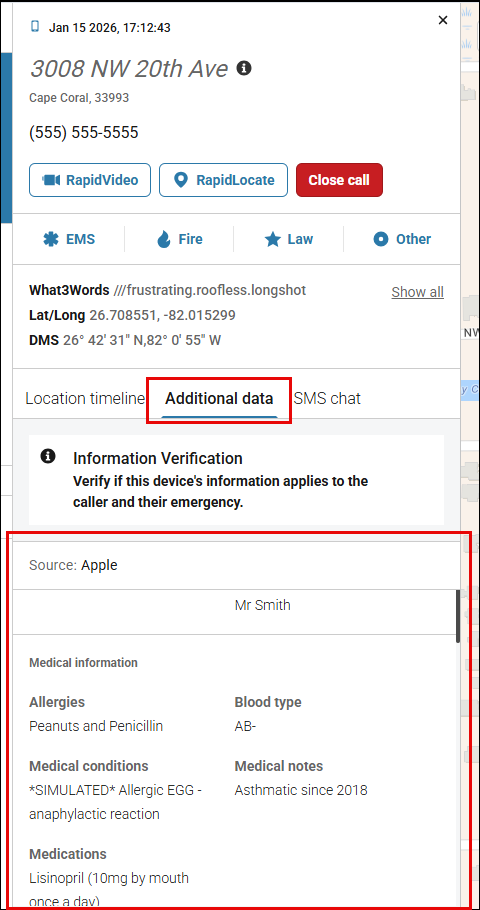 Jan 15 2026, 17:12:43
3008 NW 20th Ave
Cape Coral, 33993
(555) 555-5555
RapidVideo RapidLocate Close call
EMS Fire Law Other
What3Words ///frustrating.roofless.longshot Show all
Lat/Long 26.708551, -82.015299
DMS 26° 42' 31" N,82° 0' 55" W
NW
Location timeline Additional data SMS chat
Information Verification
Verify if this device's information applies to the
caller and their emergency.
Source: Apple
Mr Smith
Medical information
Allergies Blood type
Peanuts and Penicillin AB-
Medical conditions Medical notes
*SIMULATED* Allergic EGG - Asthmatic since 2018
anaphylactic reaction
Medications
Lisinopril (10mg by mouth
once a day)